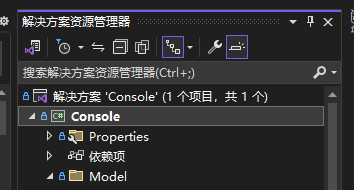 解决方案资源管理器
搜索解决方案资源管理器(Ctrl+;)
解决方案 'Console' (1 个项目，共 1 个)
Console
Properties
依赖项
Model